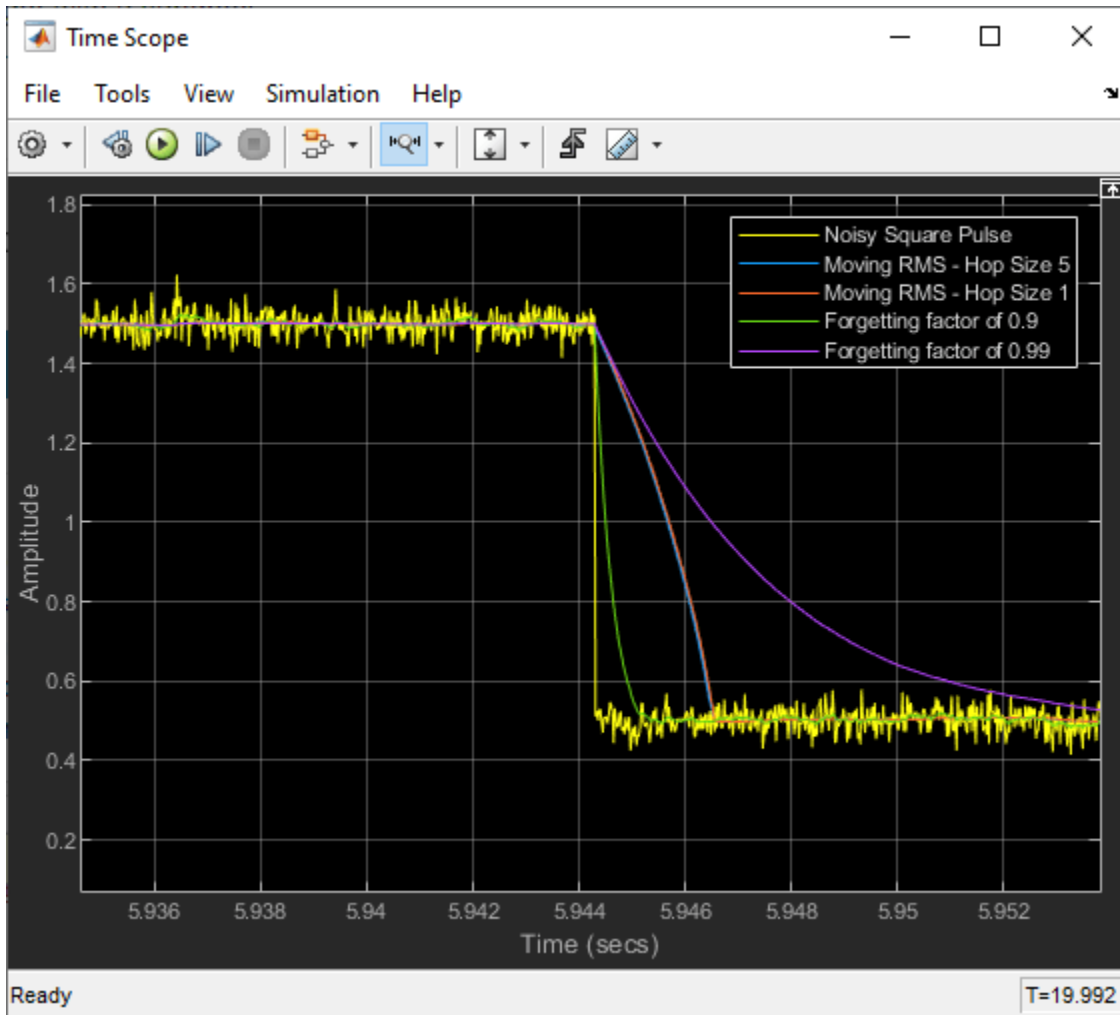 Time Scope
File Tools View Simulation Help
1.8
1.6
1.4
1.2
1
0.8
0.6
0.4
0.2
Amplitude
Noisy Square Pulse
Moving RMS - Hop Size 5
Moving RMS - Hop Size 1
Forgetting factor of 0.9
Forgetting factor of 0.99
5.936 5.938 5.94 5.942 5.944 5.946 5.948 5.95 5.952
Time (secs)
Ready T=19.992